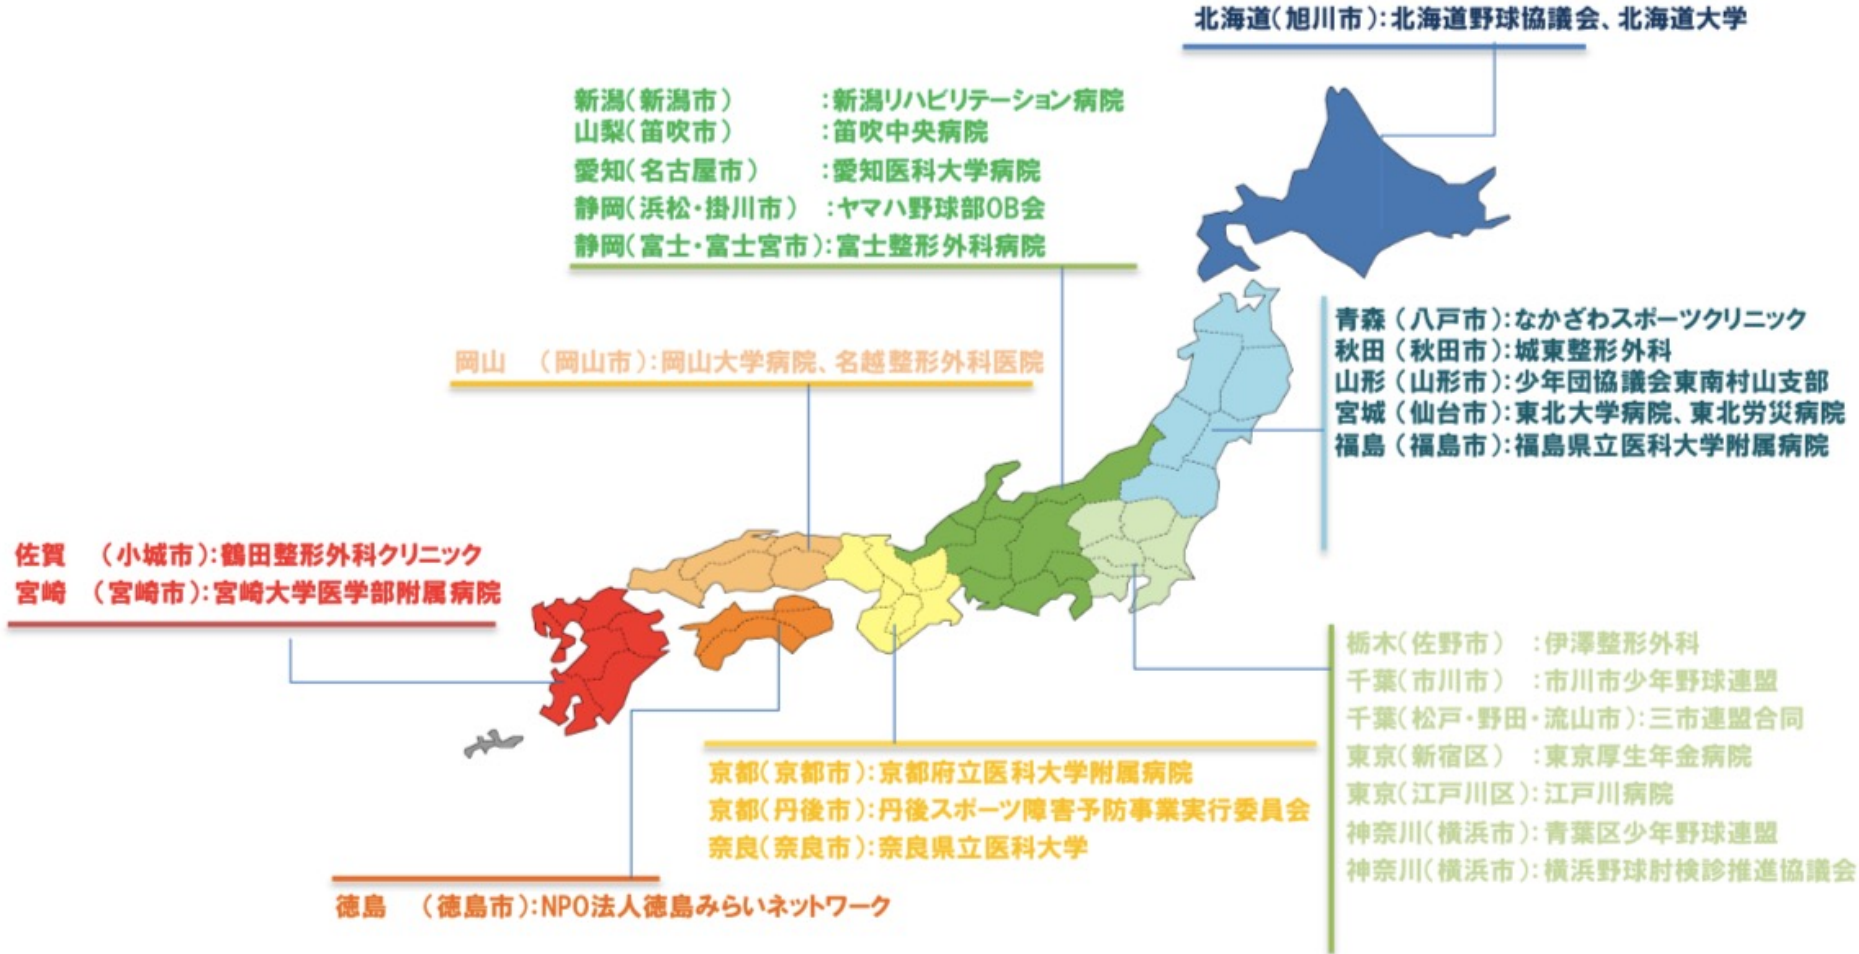 北海道(旭川市):北海道野球協議会、北海道大学
新潟(新潟市) :新潟リハビリテーション病院
山梨(笛吹市) :笛吹中央病院
愛知(名古屋市) :愛知医科大学病院
静岡(浜松・掛川市) :ヤマハ野球部OB会
静岡(富士・富士宮市):富士整形外科病院
青森(八戸市):なかざわスポーツクリニック
秋田(秋田市):城東整形外科
山形(山形市):少年団協議会東南村山支部
宮城(仙台市):東北大学病院、東北労災病院
福島(福島市):福島県立医科大学附属病院
岡山 (岡山市):岡山大学病院、名越整形外科医院
佐賀 (小城市):鶴田整形外科クリニック
宮崎 (宮崎市):宮崎大学医学部附属病院
栃木(佐野市) :伊澤整形外科
千葉(市川市) :市川市少年野球連盟
千葉(松戸・野田・流山市):三市連盟合同
東京(新宿区) :東京厚生年金病院
東京(江戸川区):江戸川病院
神奈川(横浜市):青葉区少年野球連盟
神奈川(横浜市):横浜野球肘検診推進協議会
京都(京都市):京都府立医科大学附属病院
京都(丹後市):丹後スポーツ障害予防事業実行委員会
奈良(奈良市):奈良県立医科大学
徳島 (徳島市):NPO法人徳島みらいネットワーク